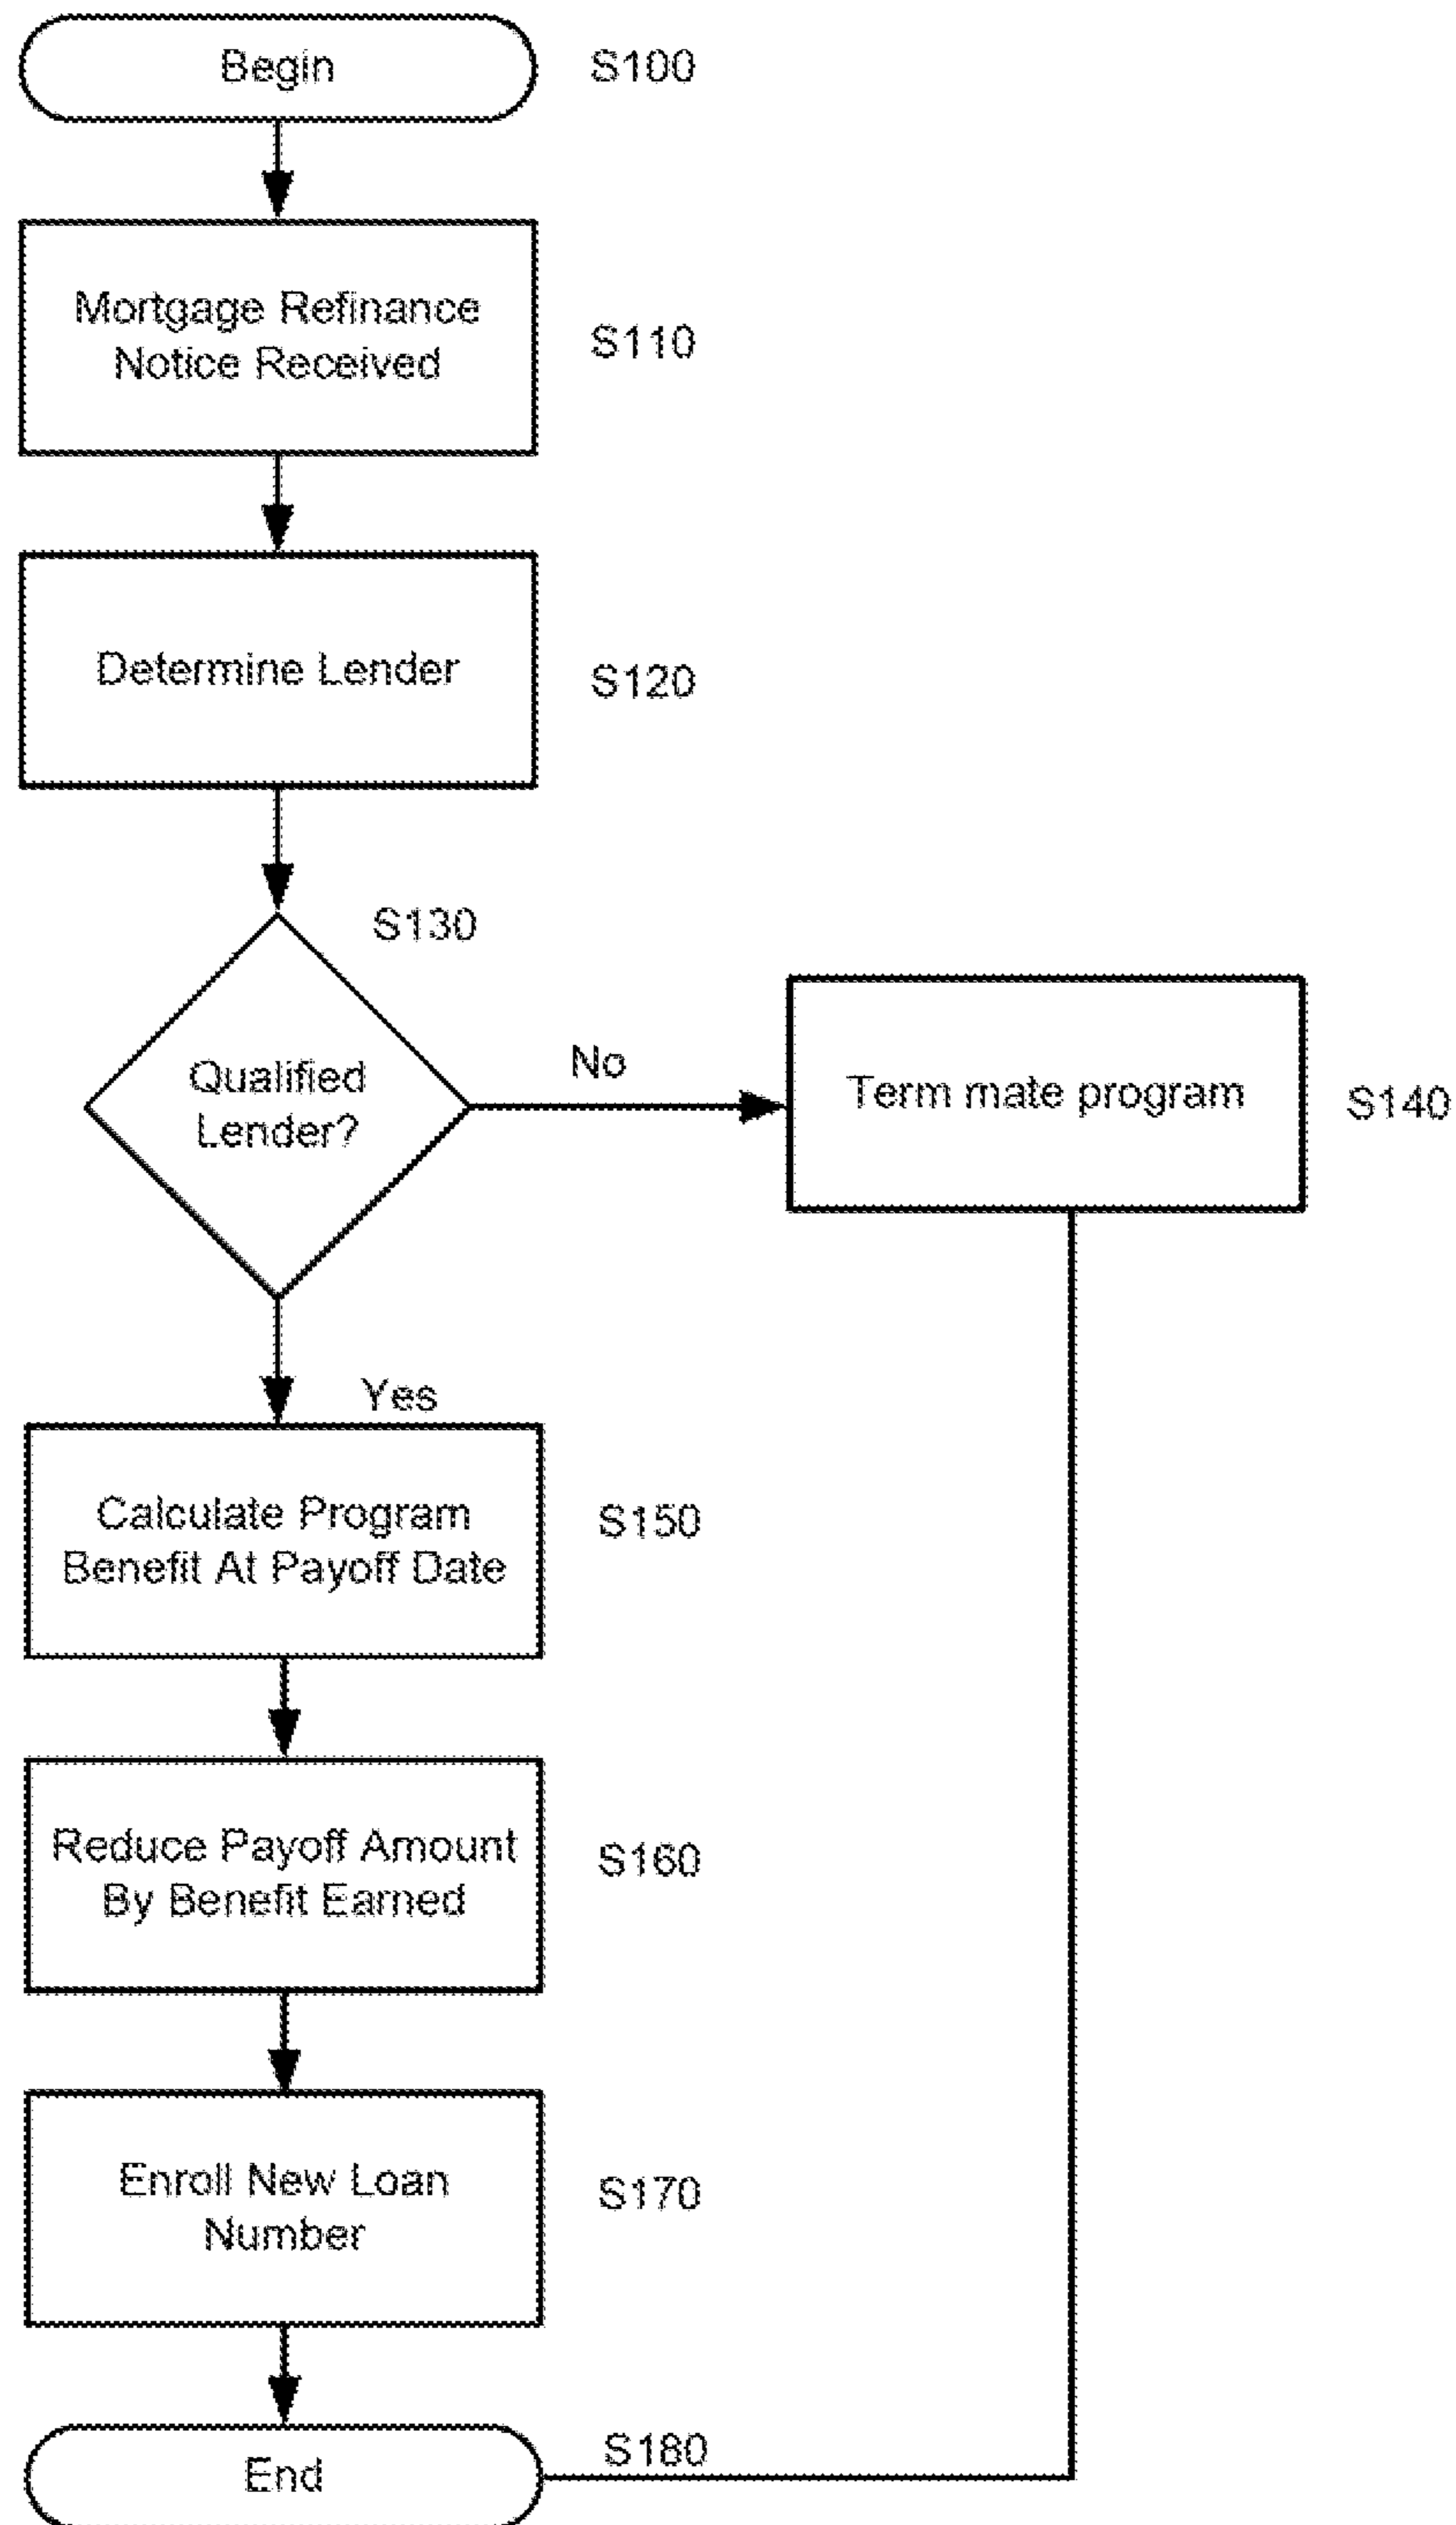 Begin
S100
Mortgage Refinance
Notice Received
S110
Determine Lender
S120
S130
Qualified
Lender?
No
Term mate program
S140
Yes
Calculate Program
Benefit At Payoff Date
S150
Reduce Payoff Amount
By Benefit Earned
S160
Enroll New Loan
Number
S170
End
S180